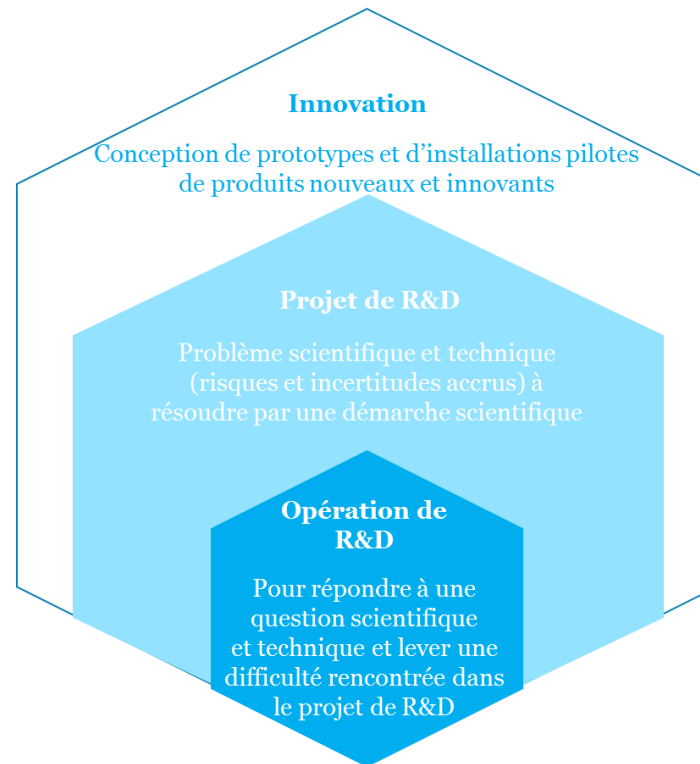 Innovation
Conception de prototypes et d’installations pilotes
de produits nouveaux et innovants
Projet de R&D
Problème scientifique et technique
(risques et incertitudes accrus) à
résoudre par une démarche scientifique
Opération de
R&D
Pour répondre à une
question scientifique
et technique et lever une
difficulté rencontrée dans
le projet de R&D